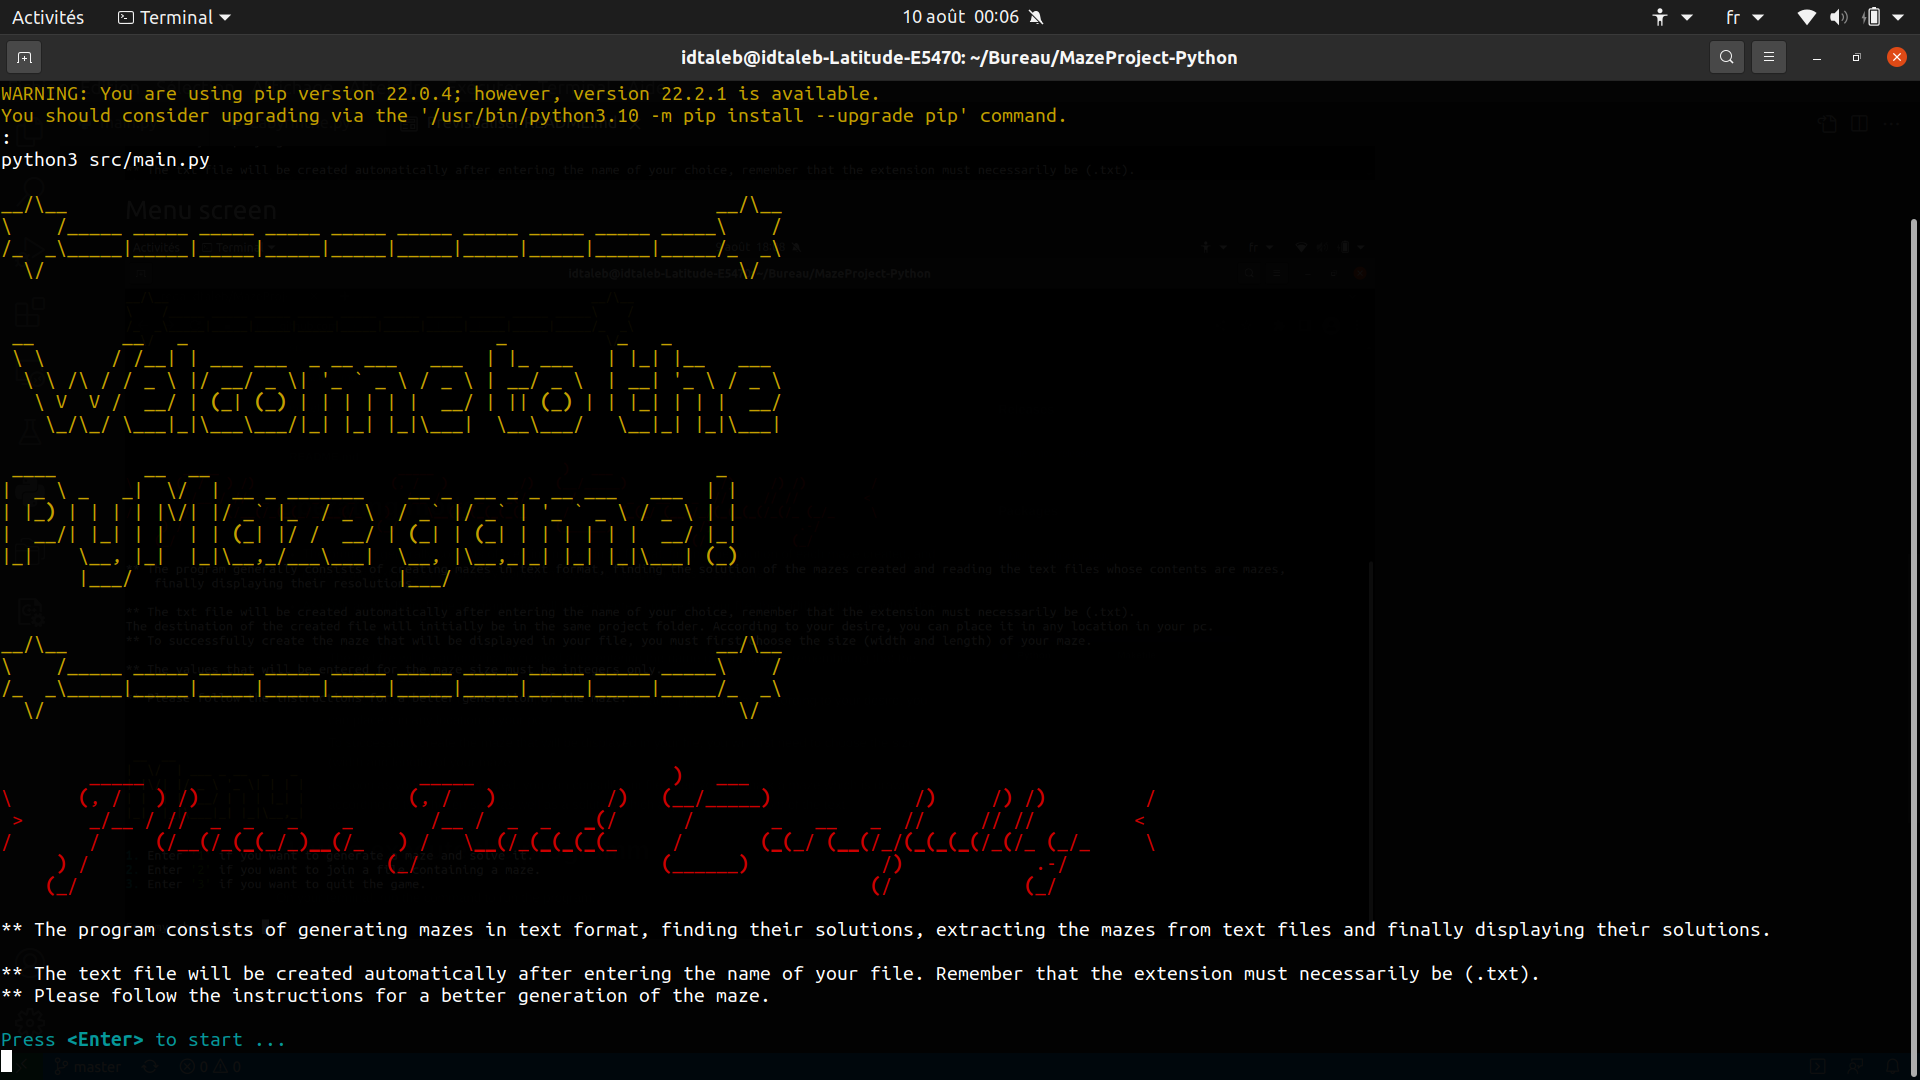 Activités Terminal 10 août 00:06 fr
idtaleb@idtaleb-Latitude-E5470: ~/Bureau/MazeProject-Python
WARNING: You are using pip version 22.0.4; however, version 22.2.1 is available.
You should consider upgrading via the '/usr/bin/python3.10 -m pip install --upgrade pip' command.
:
python3 src/main.py
Welcome to the
PyMaze game!
Please Read Carefully
** The program consists of generating mazes in text format, finding their solutions, extracting the mazes from text files and finally displaying their solutions.
** The text file will be created automatically after entering the name of your file. Remember that the extension must necessarily be (.txt).
** Please follow the instructions for a better generation of the maze.
Press <Enter> to start ...